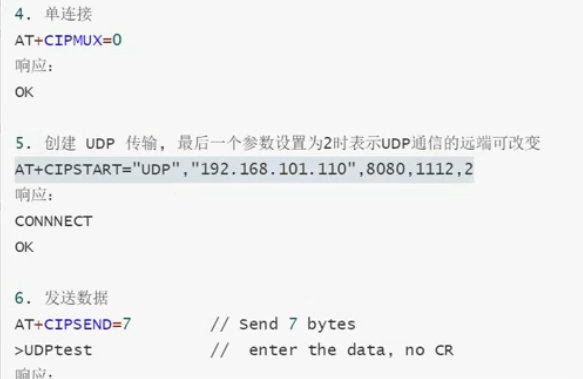 4. 单连接
AT+CIPMUX=0
响应:
OK
5. 创建 UDP 传输, 最后一个参数设置为2时表示UDP通信的远端可改变
AT+CIPSTART="UDP","192.168.101.110",8080,1112,2
响应:
CONNNECT
OK
6. 发送数据
AT+CIPSEND=7 // Send 7 bytes
>UDPtest // enter the data, no CR
响应: